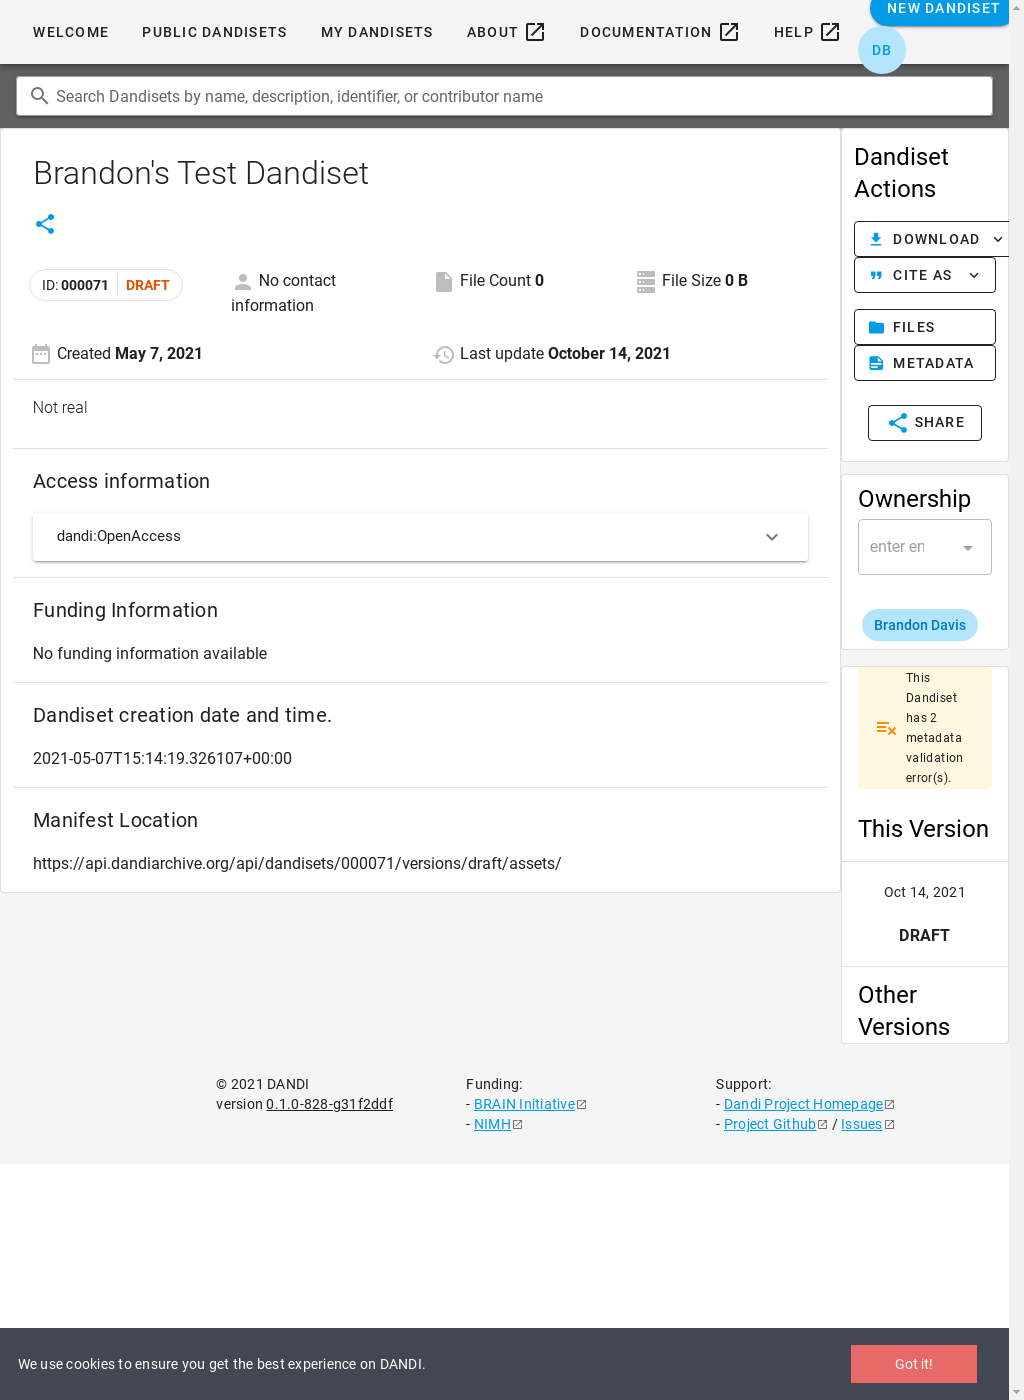 WELCOME PUBLIC DANDISETS MY DANDISETS ABOUT DOCUMENTATION HELP NEW DANDISET
DB
Search Dandisets by name, description, identifier, or contributor name
Brandon's Test Dandiset
ID: 000071 DRAFT
No contact information
File Count 0
File Size 0 B
Created May 7, 2021
Last update October 14, 2021
Not real
Access information
dandi:OpenAccess
Funding Information
No funding information available
Dandiset creation date and time.
2021-05-07T15:14:19.326107+00:00
Manifest Location
https://api.dandiarchive.org/api/dandisets/000071/versions/draft/assets/
Dandiset
Actions
DOWNLOAD
CITE AS
FILES
METADATA
SHARE
Ownership
enter en
Brandon Davis
This
Dandiset
has 2
metadata
validation
error(s).
This Version
Oct 14, 2021
DRAFT
Other
Versions
© 2021 DANDI
version 0.1.0-828-g31f2ddf
Funding:
- BRAIN Initiative
- NIMH
Support:
- Dandi Project Homepage
- Project Github / Issues
We use cookies to ensure you get the best experience on DANDI.
Got it!